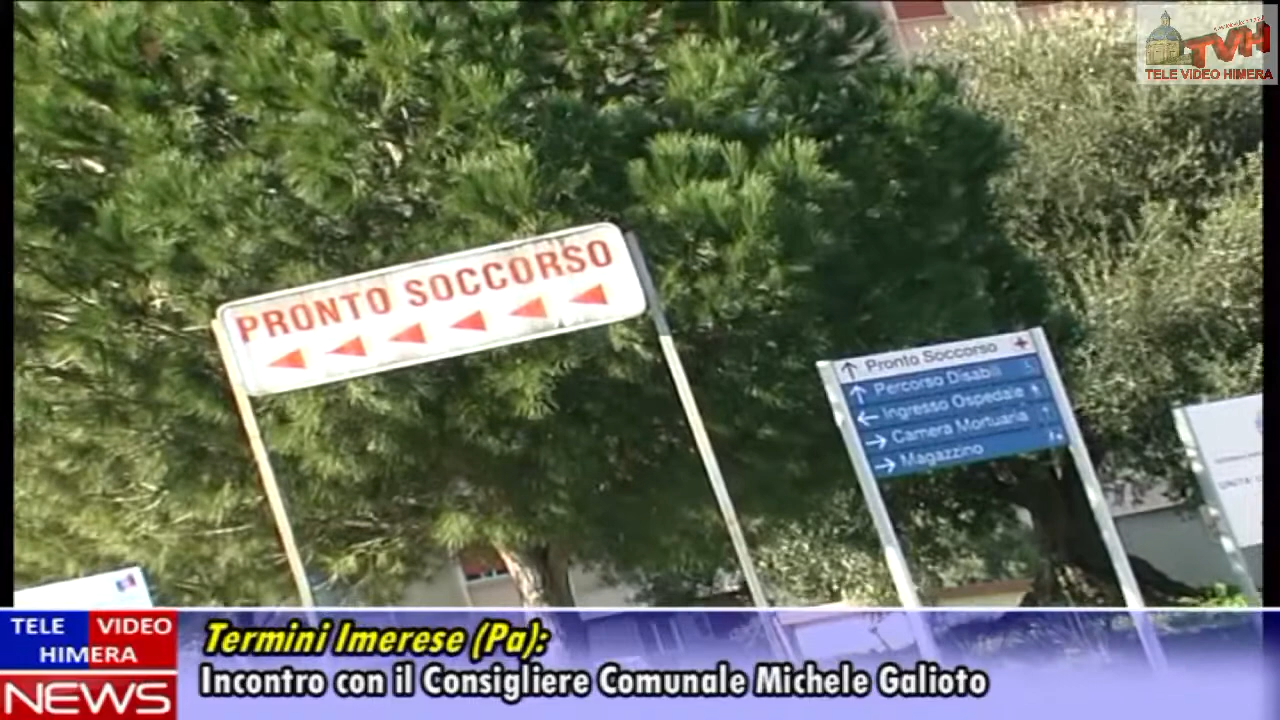 TVH
TELE VIDEO HIMERA
PRONTO SOCCORSO
Pronto Soccorso
Percorso Disabili
Ingresso Ospedale
Camera Mortuaria
Magazzino
TELE VIDEO
HIMERA
NEWS
Termini Imerese (Pa):
Incontro con il Consigliere Comunale Michele Galioto